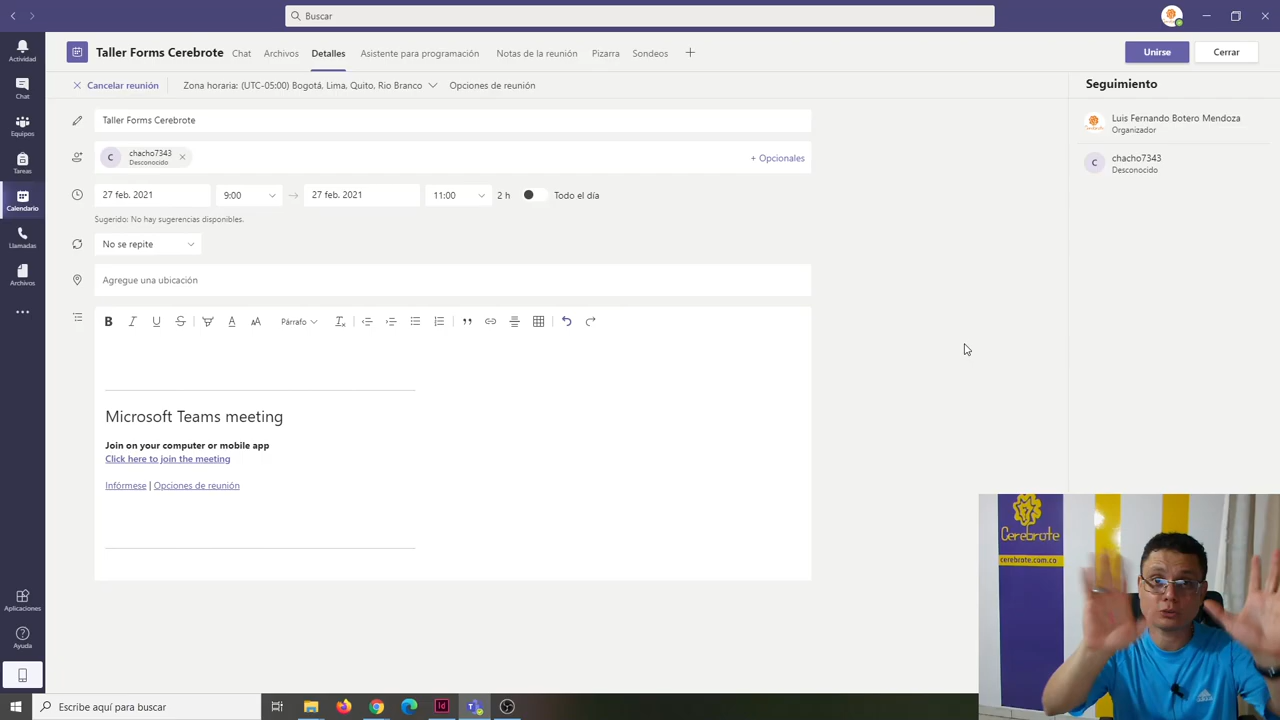 Buscar
Actividad
Chat
Equipos
Tareas
Calendario
Llamadas
Archivos
Aplicaciones
Ayuda
Taller Forms Cerebrote
Chat
Archivos
Detalles
Asistente para programación
Notas de la reunión
Pizarra
Sondeos
Unirse
Cerrar
Cancelar reunión
Zona horaria: (UTC-05:00) Bogotá, Lima, Quito, Rio Branco
Opciones de reunión
Taller Forms Cerebrote
C
chacho7343
Desconocido
+ Opcionales
27 feb. 2021
9:00
27 feb. 2021
11:00
2 h
Todo el día
Sugerido: No hay sugerencias disponibles.
No se repite
Agregue una ubicación
Párrafo
Microsoft Teams meeting
Join on your computer or mobile app
Click here to join the meeting
Infórmese | Opciones de reunión
Seguimiento
Luis Fernando Botero Mendoza
Organizador
C
chacho7343
Desconocido
Cerebrote
cerebrote.com.co
Escribe aquí para buscar